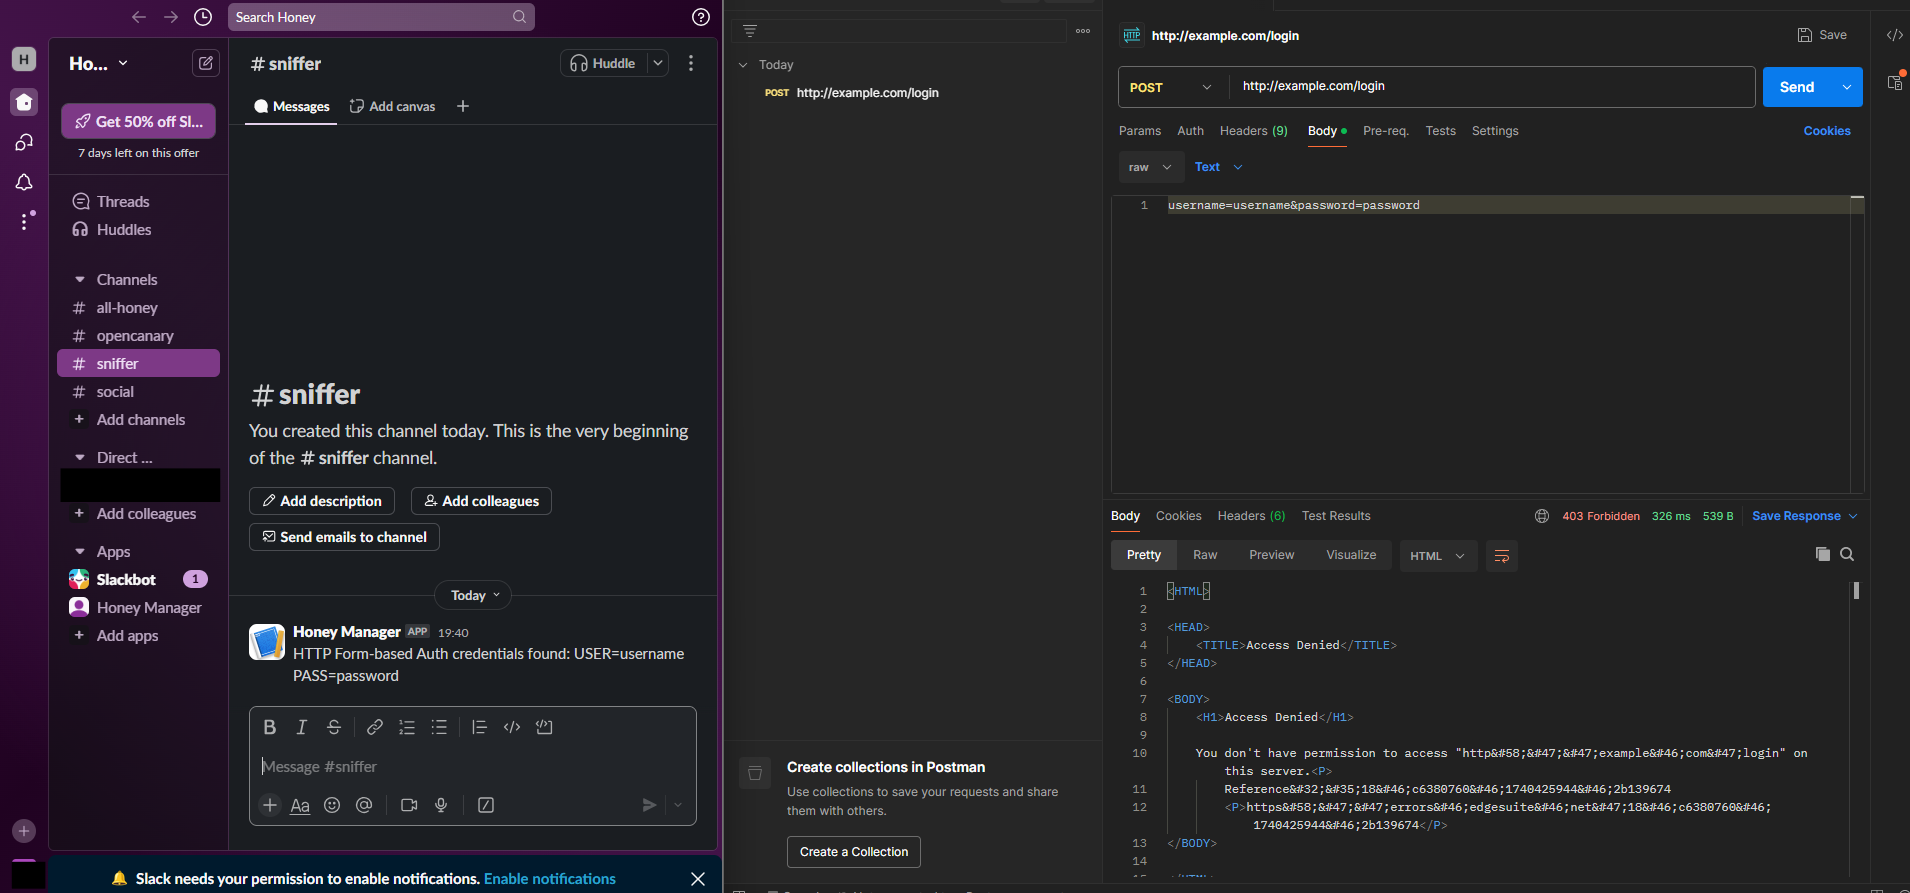 Search Honey
H
Ho...
Get 50% off Sl...
7 days left on this offer
Threads
Huddles
Channels
# all-honey
# opencanary
# sniffer
# social
+ Add channels
Direct ...
+ Add colleagues
Apps
Slackbot 1
Honey Manager
+ Add apps
# sniffer
Huddle
Messages
Add canvas
# sniffer
You created this channel today. This is the very beginning
of the # sniffer channel.
Add description
Add colleagues
Send emails to channel
Today
Honey Manager APP 19:40
HTTP Form-based Auth credentials found: USER=username
PASS=password
Message #sniffer
Aa
Slack needs your permission to enable notifications. Enable notifications
Today
POST http://example.com/login
Create collections in Postman
Use collections to save your requests and share
them with others.
Create a Collection
HTTP http://example.com/login
Save
POST http://example.com/login
Send
Params Auth Headers (9) Body Pre-req. Tests Settings
Cookies
raw Text
1 username=username&password=password
Body Cookies Headers (6) Test Results
403 Forbidden 326 ms 539 B Save Response
Pretty Raw Preview Visualize HTML
1 <HTML>
2
3 <HEAD>
4 <TITLE>Access Denied</TITLE>
5 </HEAD>
6
7 <BODY>
8 <H1>Access Denied</H1>
9
10 You don't have permission to access "http&#58;&#47;&#47;example&#46;com&#47;login" on
this server.<P>
11 Reference&#32;&#35;18&#46;c6380760&#46;1740425944&#46;2b139674
12 <P>https&#58;&#47;&#47;errors&#46;edgesuite&#46;net&#47;18&#46;c6380760&#46;
1740425944&#46;2b139674</P>
13 </BODY>
14